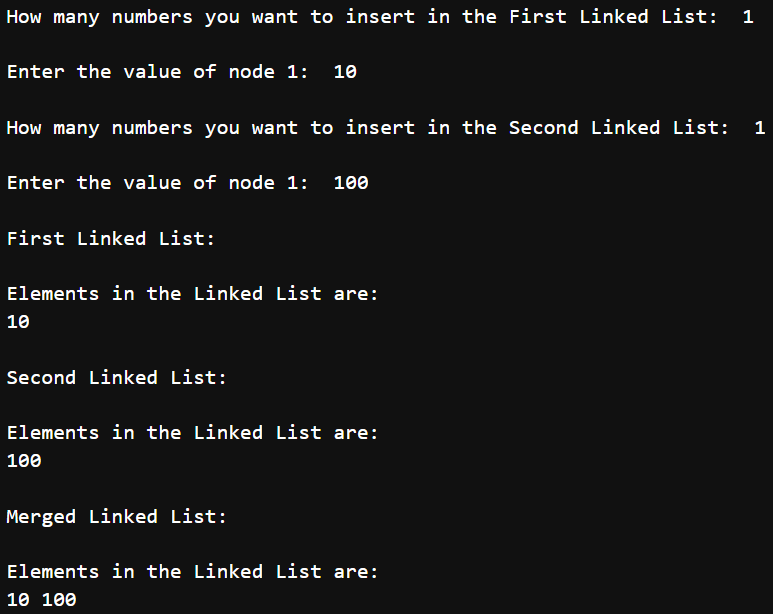 How many numbers you want to insert in the First Linked List:  1
Enter the value of node 1:  10
How many numbers you want to insert in the Second Linked List:  1
Enter the value of node 1:  100
First Linked List:
Elements in the Linked List are:
10
Second Linked List:
Elements in the Linked List are:
100
Merged Linked List:
Elements in the Linked List are:
10 100